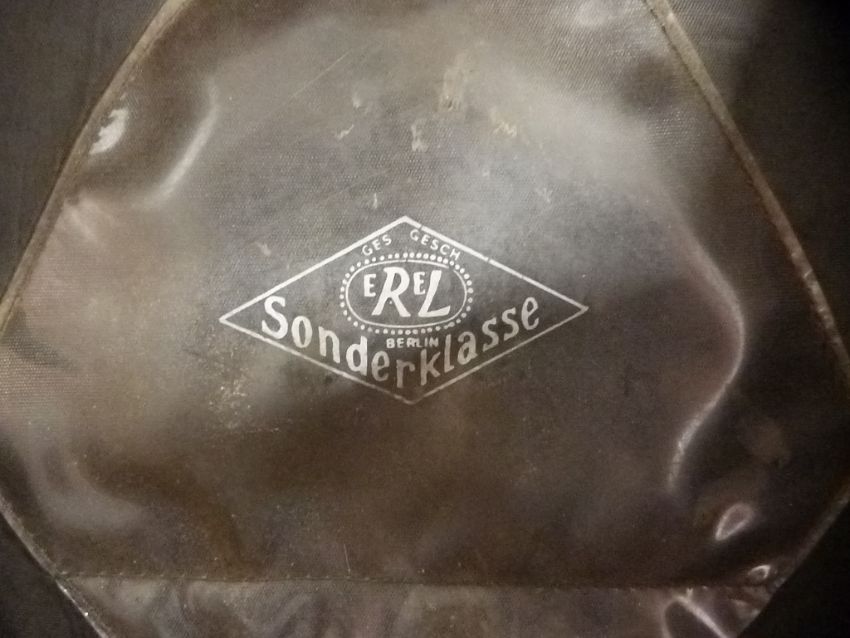 GES GESCH
EREL
BERLIN
Sonderklasse